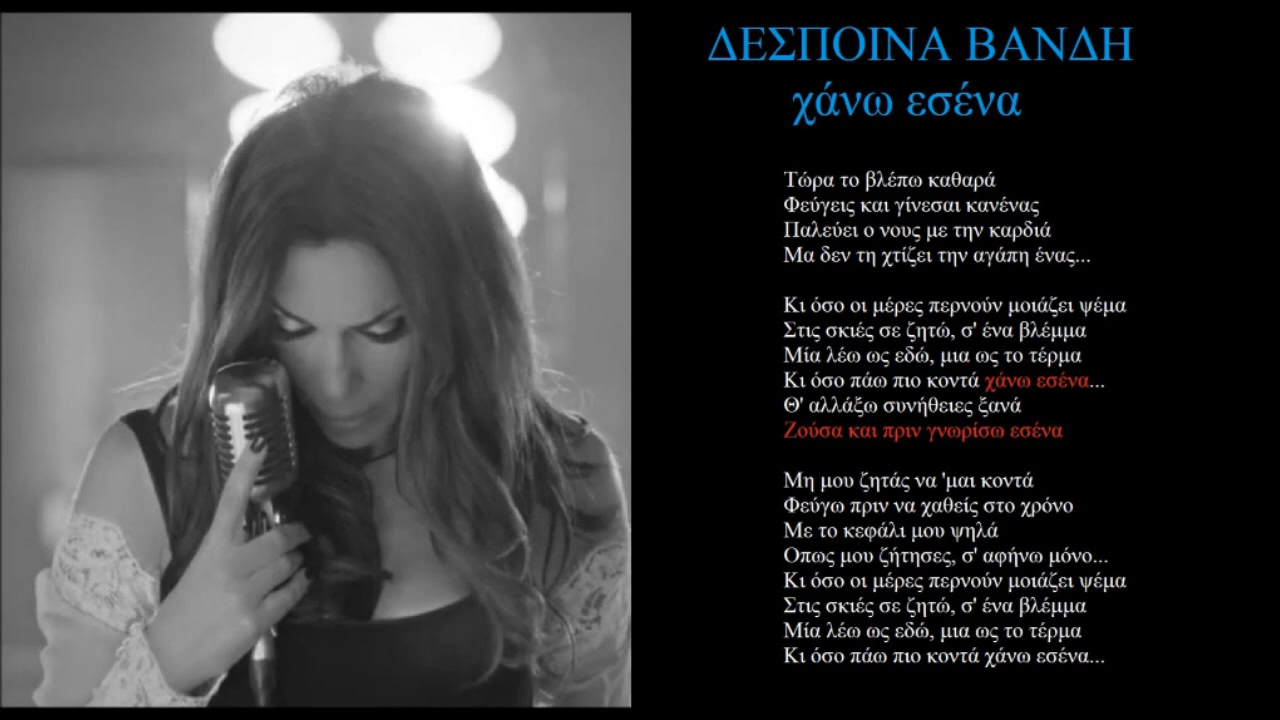 ΔΕΣΠΟΙΝΑ ΒΑΝΔΗ
χάνω εσένα
Τώρα το βλέπω καθαρά
Φεύγεις και γίνεσαι κανένας
Παλεύει ο νους με την καρδιά
Μα δεν τη χτίζει την αγάπη ένας...
Κι όσο οι μέρες περνούν μοιάζει ψέμα
Στις σκιές σε ζητώ, σ' ένα βλέμμα
Μία λέω ως εδώ, μια ως το τέρμα
Κι όσο πάω πιο κοντά χάνω εσένα...
Θ' αλλάξω συνήθειες ξανά
Ζούσα και πριν γνωρίσω εσένα
Μη μου ζητάς να 'μαι κοντά
Φεύγω πριν να χαθείς στο χρόνο
Με το κεφάλι μου ψηλά
Οπως μου ζήτησες, σ' αφήνω μόνο...
Κι όσο οι μέρες περνούν μοιάζει ψέμα
Στις σκιές σε ζητώ, σ' ένα βλέμμα
Μία λέω ως εδώ, μια ως το τέρμα
Κι όσο πάω πιο κοντά χάνω εσένα...